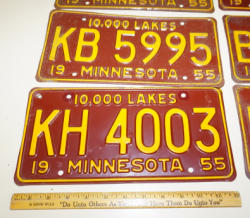 10,000 LAKES
KB 5995
19 MINNESOTA 55
10,000 LAKES
KH 4003
19 MINNESOTA 55
"Do Unto Others As You Would Have Them Do Unto You"